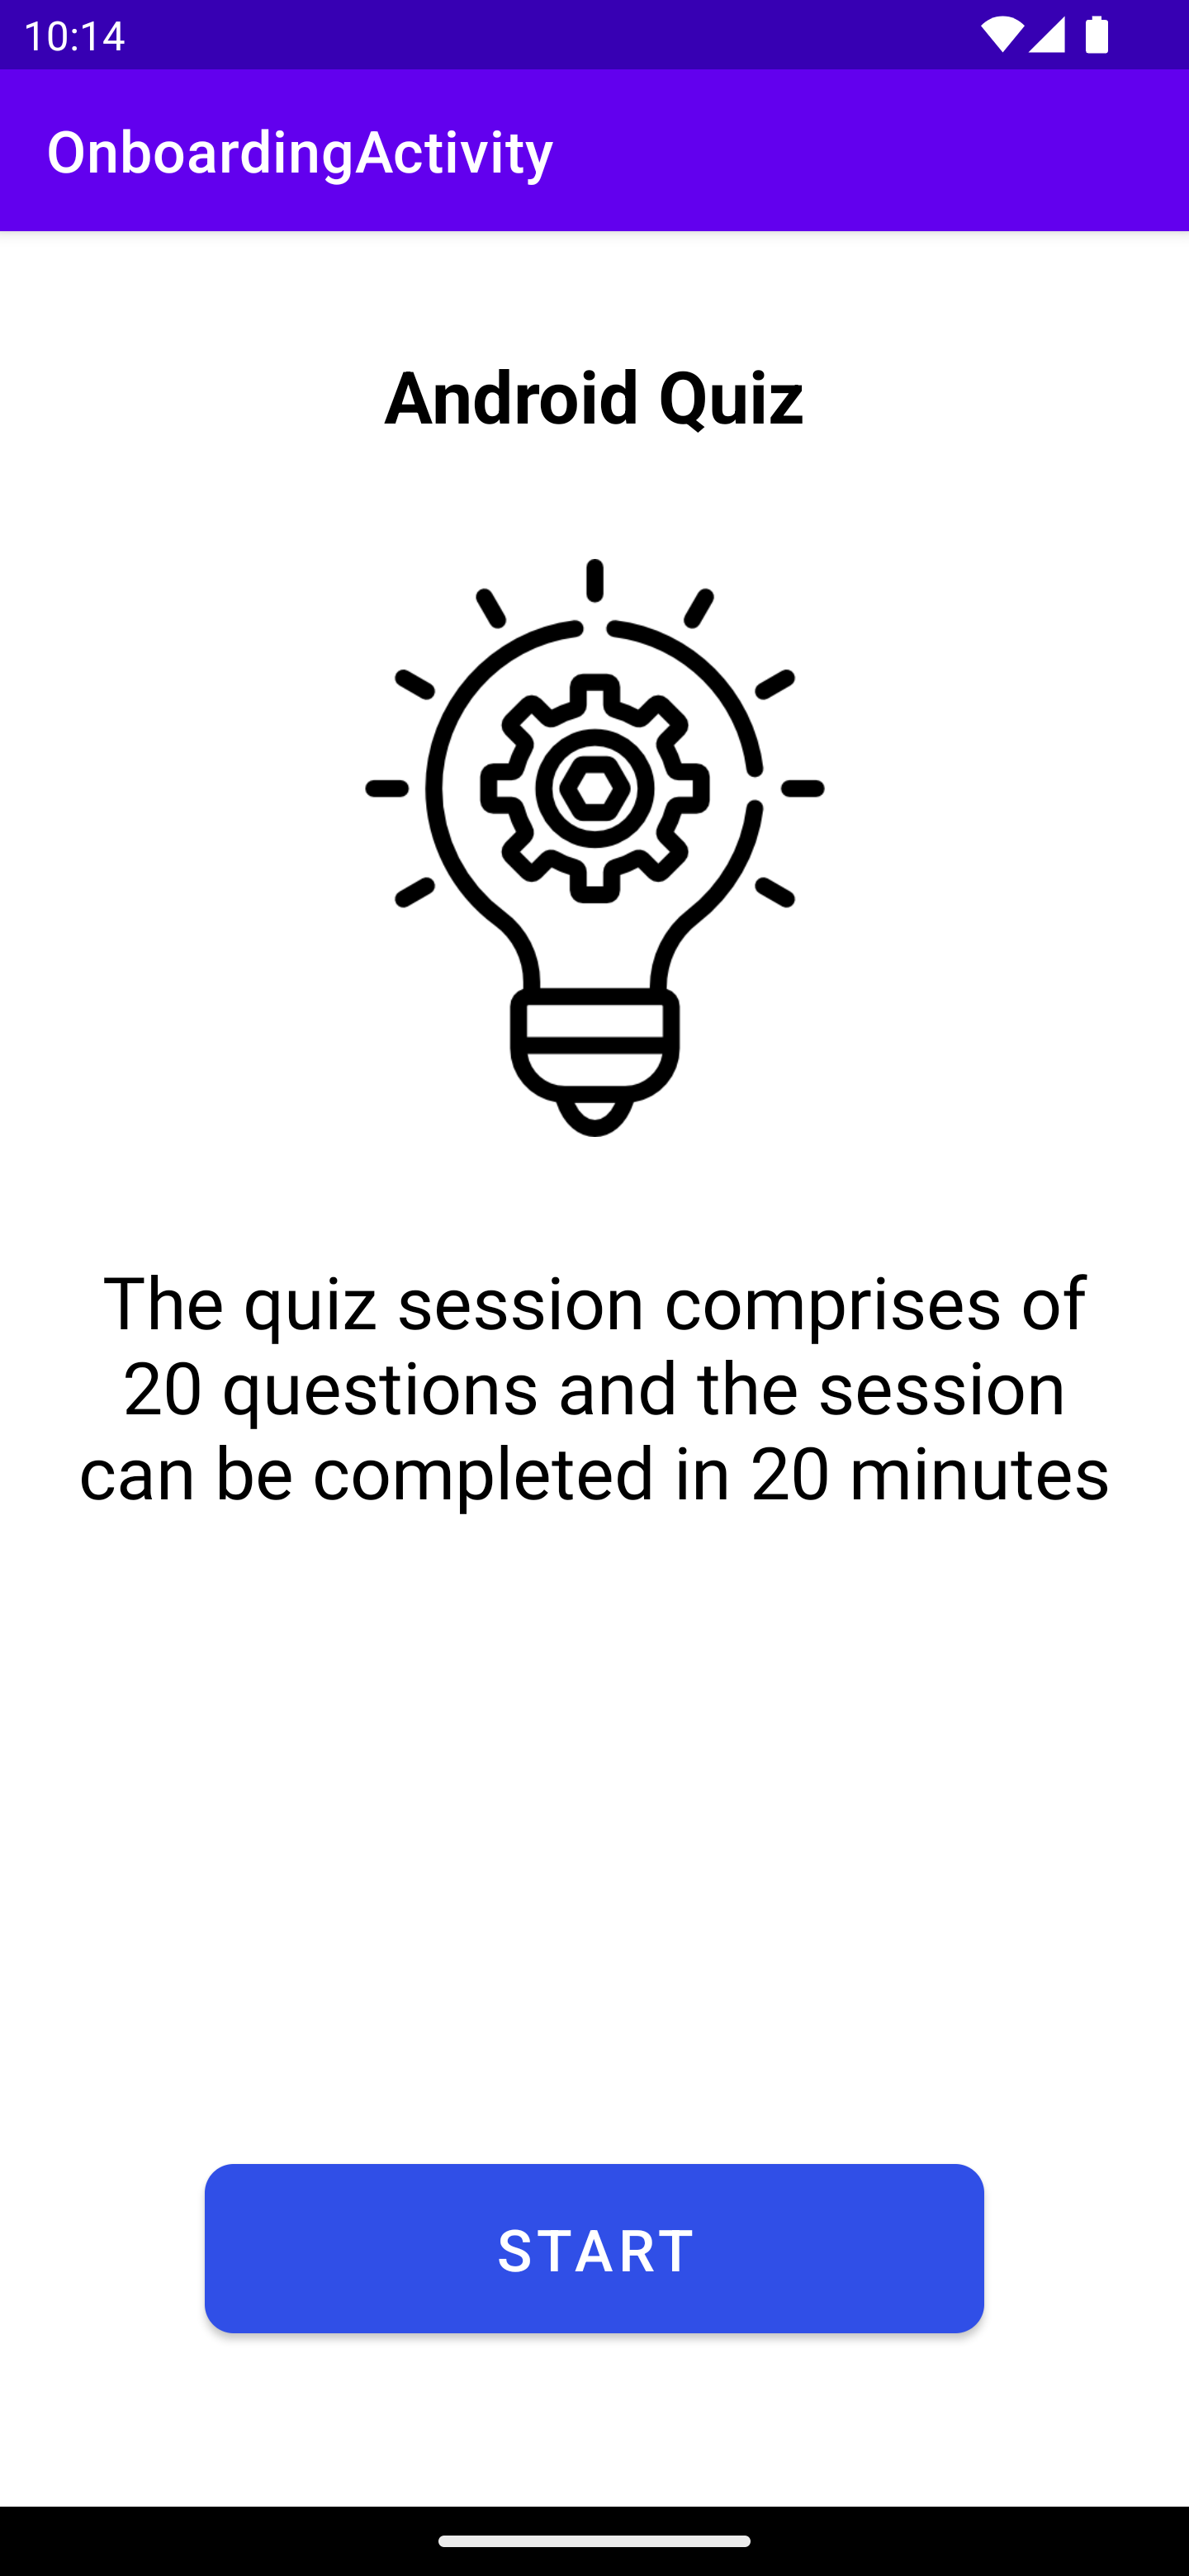 10:14
OnboardingActivity
Android Quiz
The quiz session comprises of
20 questions and the session
can be completed in 20 minutes
START